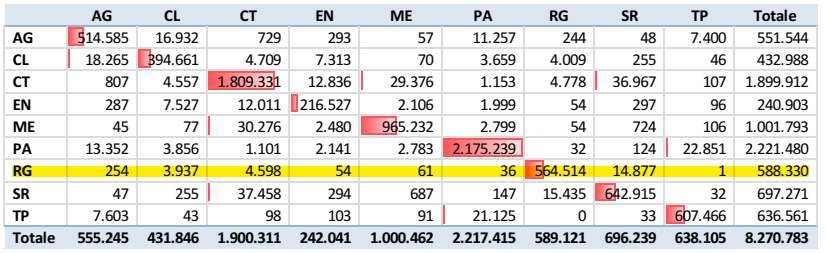 AG CL CT EN ME PA RG SR TP Totale
AG 514.585 16.932 729 293 57 11.257 244 48 7.400 551.544
CL 18.265 394.661 4.709 7.313 70 3.659 4.009 255 46 432.988
CT 807 4.557 1.809.331 12.836 29.376 1.153 4.778 36.967 107 1.899.912
EN 287 7.527 12.011 216.527 2.106 1.999 54 297 96 240.903
ME 45 77 30.276 2.480 965.232 2.799 54 724 106 1.001.793
PA 13.352 3.856 1.101 2.141 2.783 2.175.239 32 124 22.851 2.221.480
RG 254 3.937 4.598 54 61 36 564.514 14.877 1 588.330
SR 47 255 37.458 294 687 147 15.435 642.915 32 697.271
TP 7.603 43 98 103 91 21.125 0 33 607.466 636.561
Totale 555.245 431.846 1.900.311 242.041 1.000.462 2.217.415 589.121 696.239 638.105 8.270.783